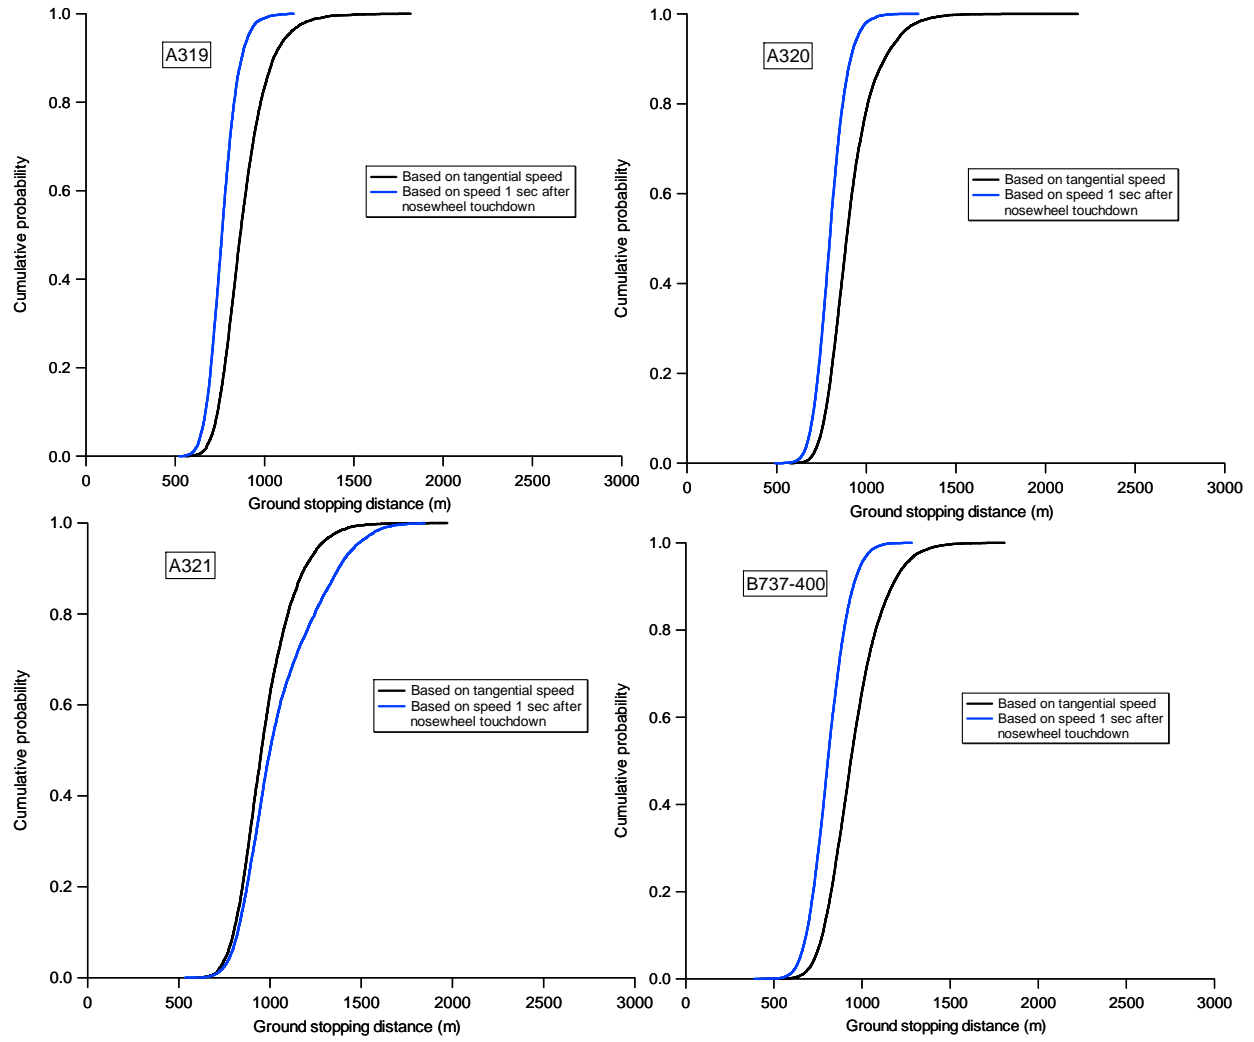 A319
Cumulative probability
1.0
0.8
0.6
0.4
0.2
0.0
Based on tangential speed
Based on speed 1 sec after
nosewheel touchdown
0 500 1000 1500 2000 2500 3000
Ground stopping distance (m)
A320
Cumulative probability
1.0
0.8
0.6
0.4
0.2
0.0
Based on tangential speed
Based on speed 1 sec after
nosewheel touchdown
0 500 1000 1500 2000 2500 3000
Ground stopping distance (m)
A321
Cumulative probability
1.0
0.8
0.6
0.4
0.2
0.0
Based on tangential speed
Based on speed 1 sec after
nosewheel touchdown
0 500 1000 1500 2000 2500 3000
Ground stopping distance (m)
B737-400
Cumulative probability
1.0
0.8
0.6
0.4
0.2
0.0
Based on tangential speed
Based on speed 1 sec after
nosewheel touchdown
0 500 1000 1500 2000 2500 3000
Ground stopping distance (m)